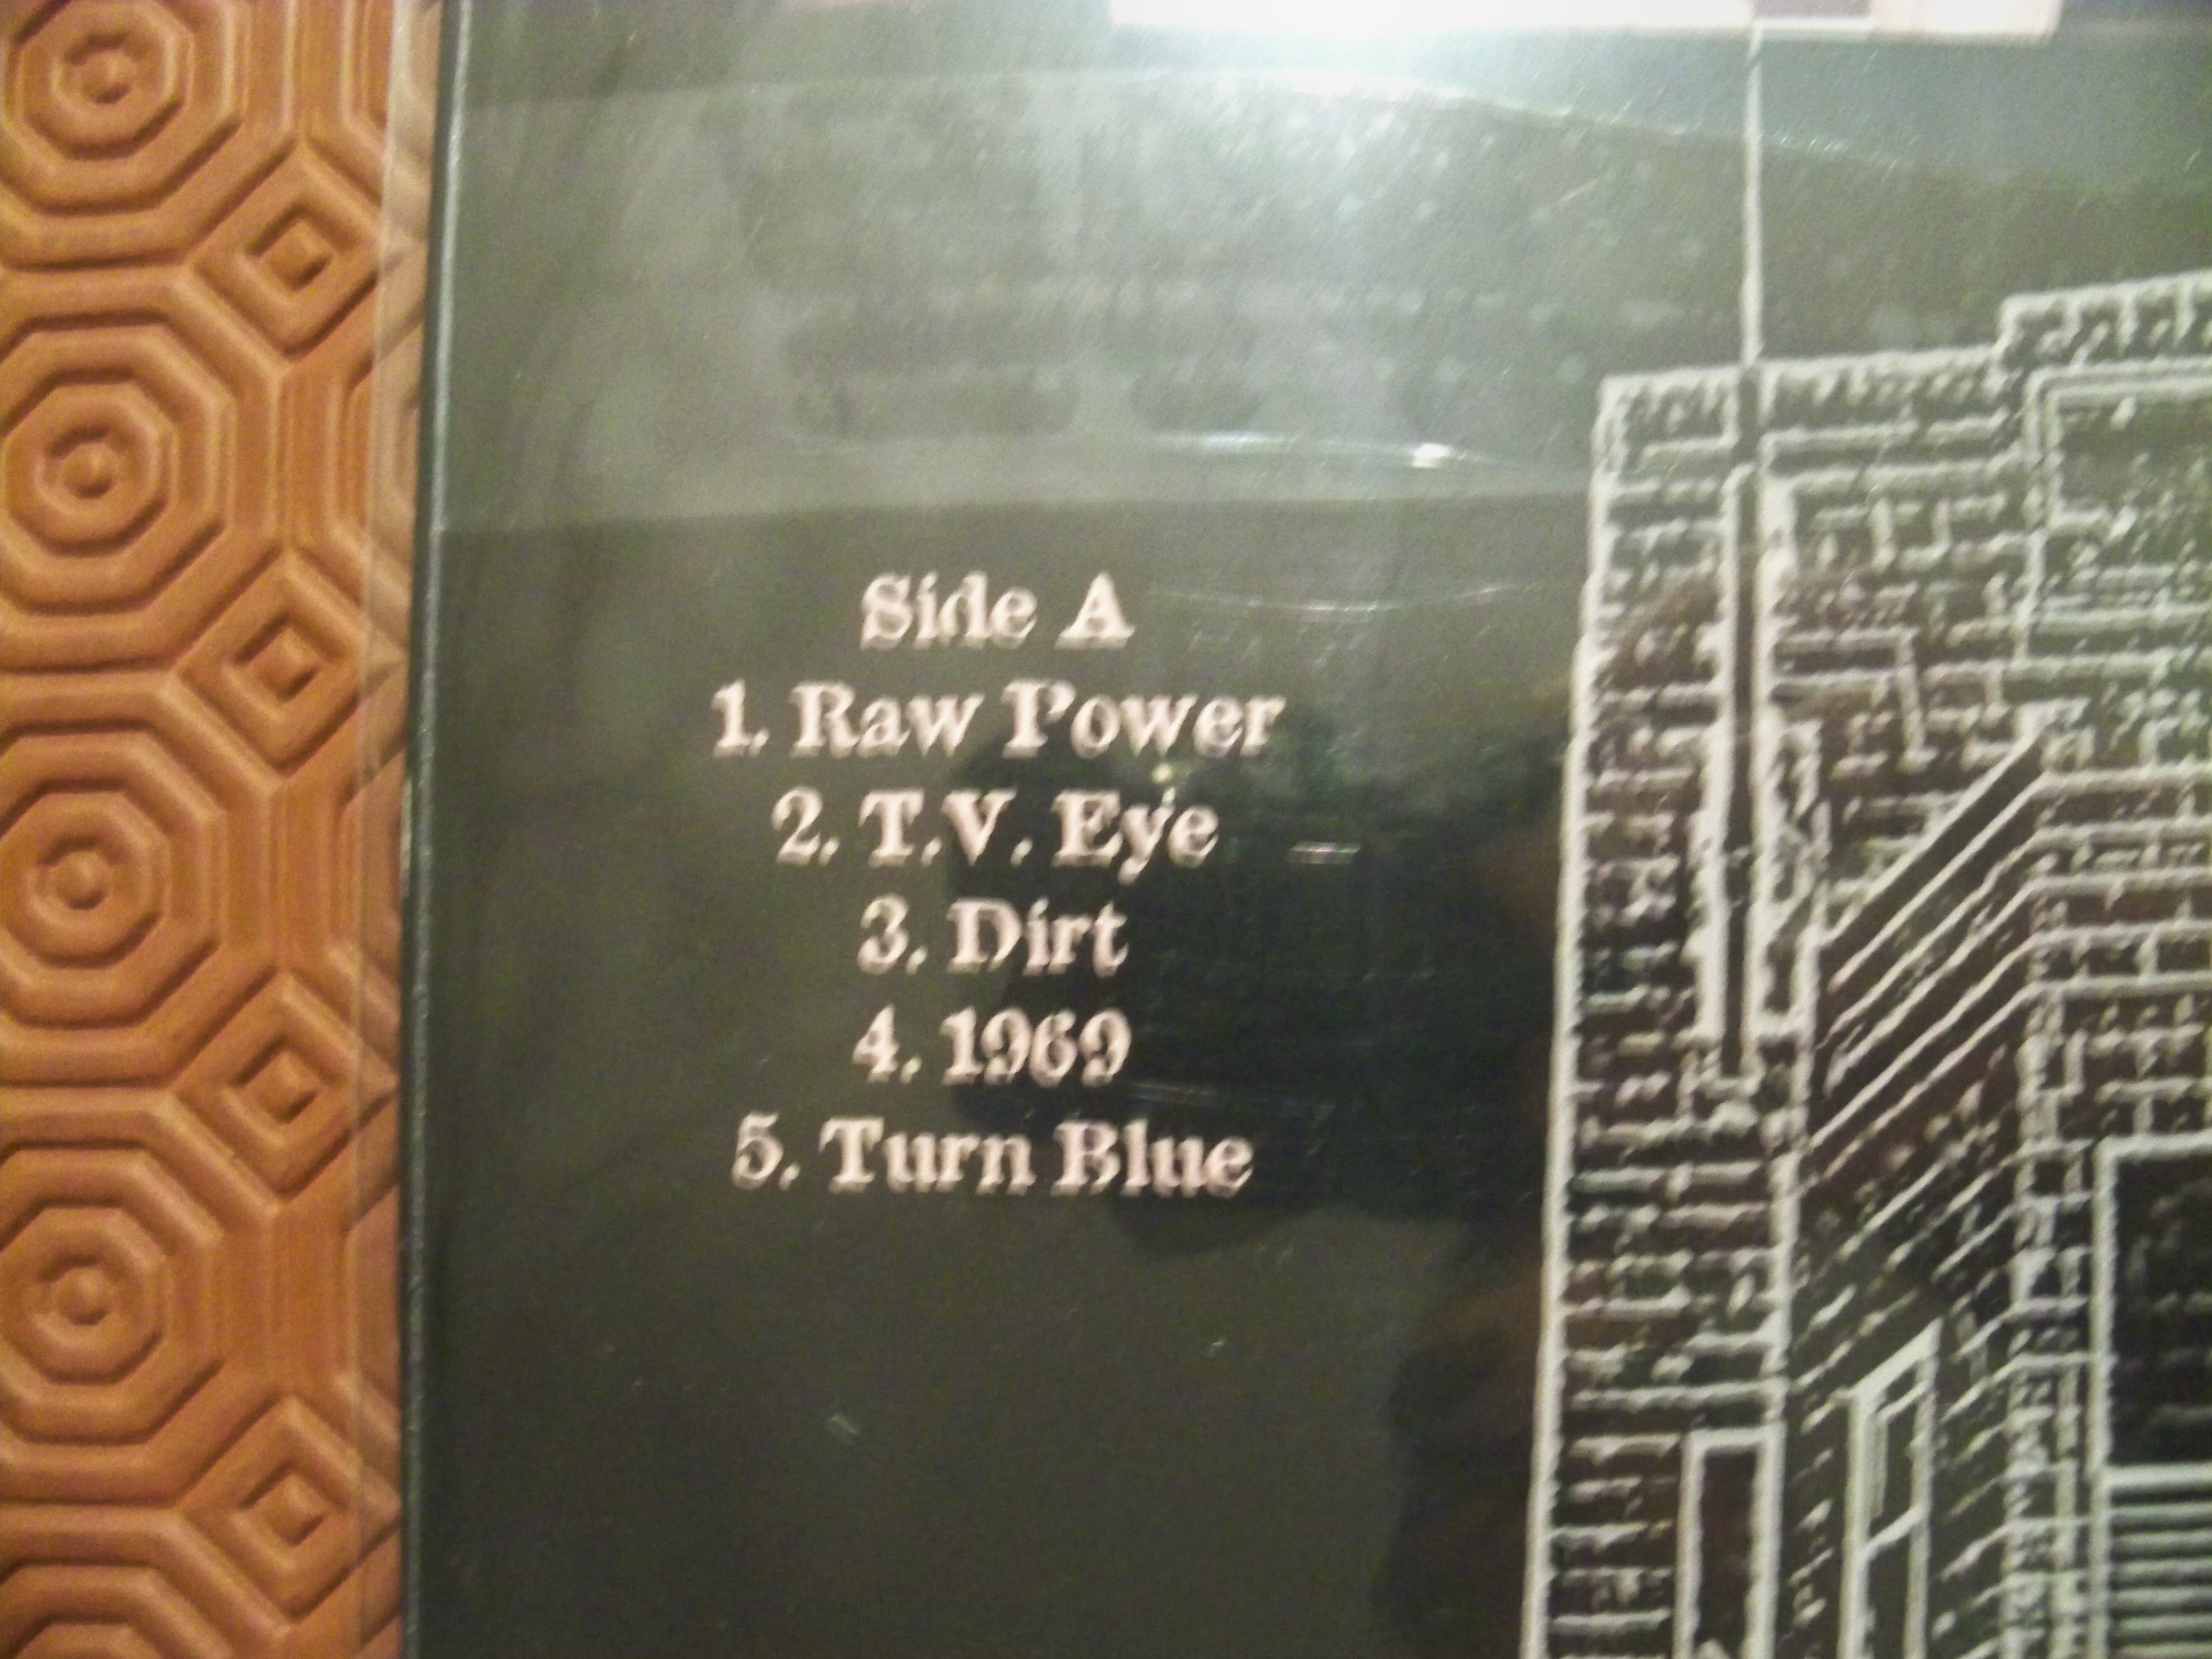 Side A
1. Raw Power
2. T.V. Eye
3. Dirt
4. 1969
5. Turn Blue